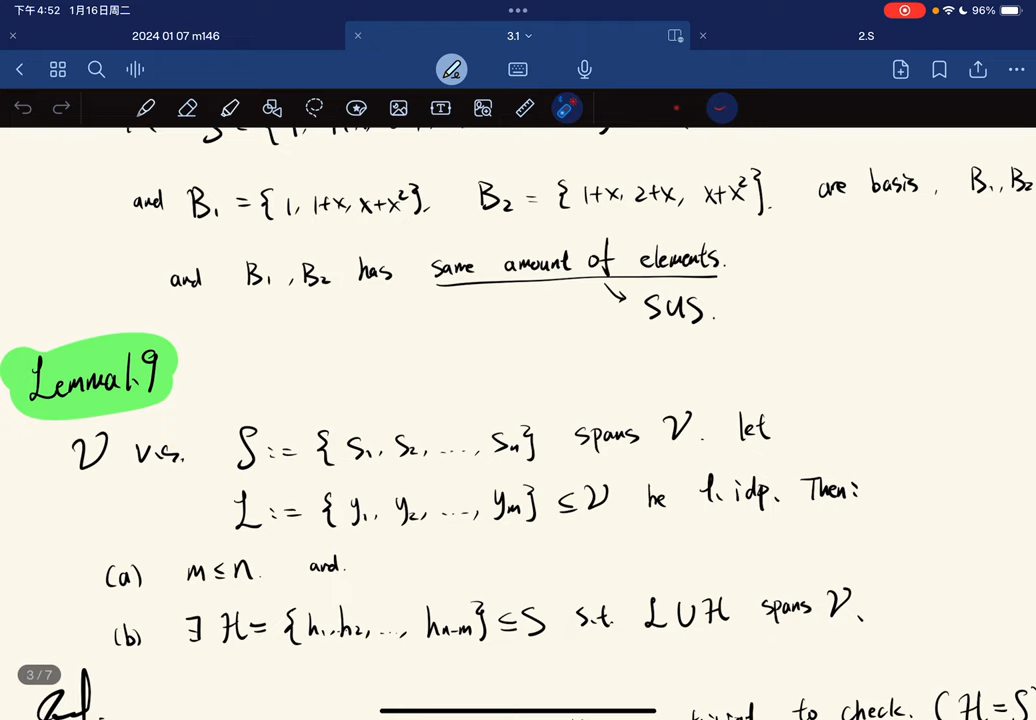 下午4:52 1月16日周二
96%
2024 01 07 m146
3.1
2.S
and B₁ = {1, 1+x, x+x²}, B₂ = {1+x, 2+x, x+x²}. are basis, B₁, B₂
and B₁, B₂ has same amount of elements.
sus.
Lemma 1.9
V v.s. S := {s₁, s₂, ..., sₙ} spans V. let
L := {y₁, y₂, ..., yₘ} ⊆ V be l. idp. Then:
(a) m ≤ n. and.
(b) ∃ H = {h₁, h₂, ..., hₙ₋ₘ} ⊆ S s.t. L ∪ H spans V.
3 / 7
to check. (H = S